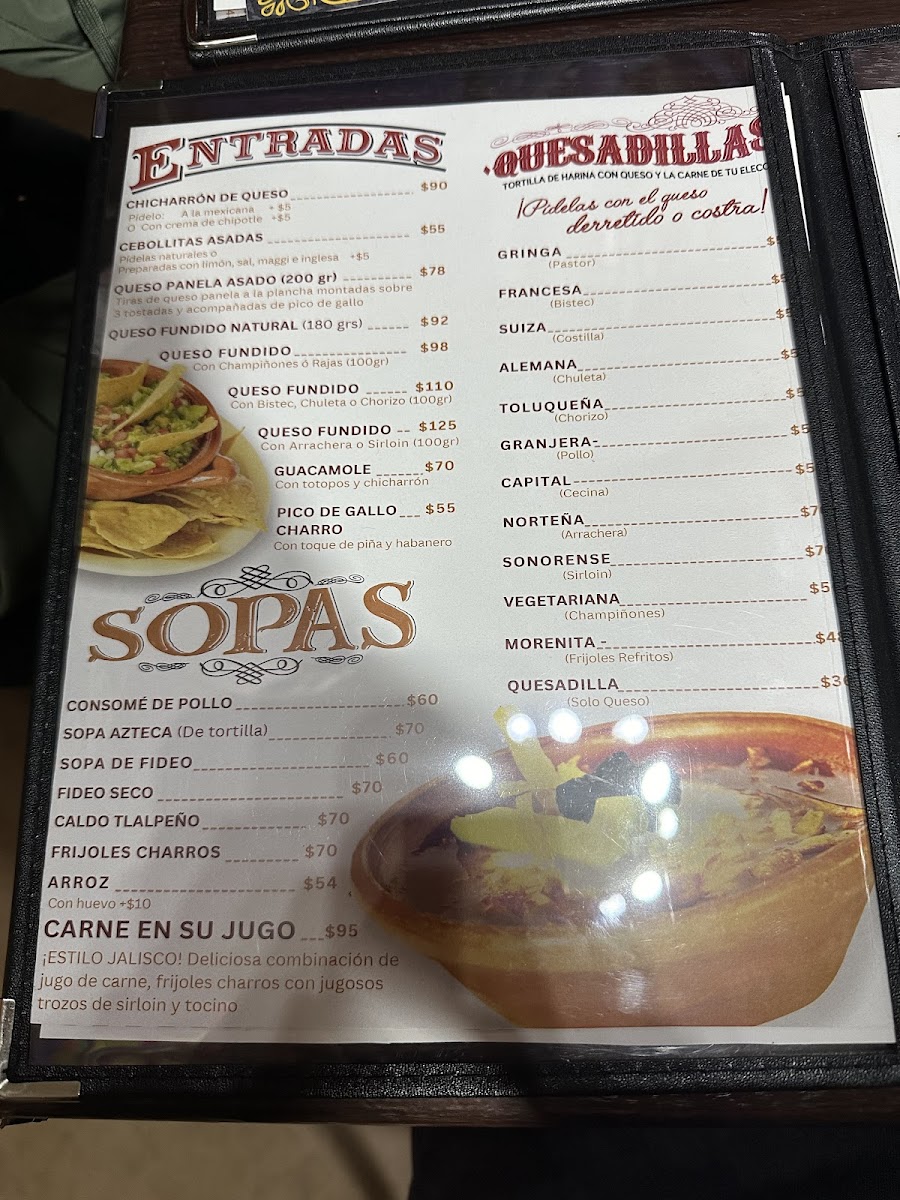 ENTRADAS
CHICHARRÓN DE QUESO $90
Pídelo: A la mexicana +$5
O Con crema de chipotle +$5
CEBOLLITAS ASADAS $55
Pídelas naturales o
Preparadas con limón, sal, maggi e inglesa +$5
QUESO PANELA ASADO (200 gr) $78
Tiras de queso panela a la plancha montadas sobre
3 tostadas y acompañadas de pico de gallo
QUESO FUNDIDO NATURAL (180 grs) $92
QUESO FUNDIDO $98
Con Champiñones ó Rajas (100gr)
QUESO FUNDIDO $110
Con Bistec, Chuleta o Chorizo (100gr)
QUESO FUNDIDO $125
Con Arrachera o Sirloin (100gr)
GUACAMOLE $70
Con totopos y chicharrón
PICO DE GALLO $55
CHARRO
Con toque de piña y habanero
SOPAS
CONSOMÉ DE POLLO $60
SOPA AZTECA (De tortilla) $70
SOPA DE FIDEO $60
FIDEO SECO $70
CALDO TLALPEÑO $70
FRIJOLES CHARROS $70
ARROZ $54
Con huevo +$10
CARNE EN SU JUGO $95
¡ESTILO JALISCO! Deliciosa combinación de
jugo de carne, frijoles charros con jugosos
trozos de sirloin y tocino
QUESADILLAS
TORTILLA DE HARINA CON QUESO Y LA CARNE DE TU
¡Pídelas con el queso
derretido o costra!
GRINGA
(Pastor)
FRANCESA
(Bistec)
SUIZA
(Costilla)
ALEMANA
(Chuleta)
TOLUQUEÑA
(Chorizo)
GRANJERA
(Pollo)
CAPITAL
(Cecina)
NORTEÑA
(Arrachera)
SONORENSE
(Sirloin)
VEGETARIANA
(Champiñones)
MORENITA
(Frijoles Refritos)
QUESADILLA
(Solo Queso)